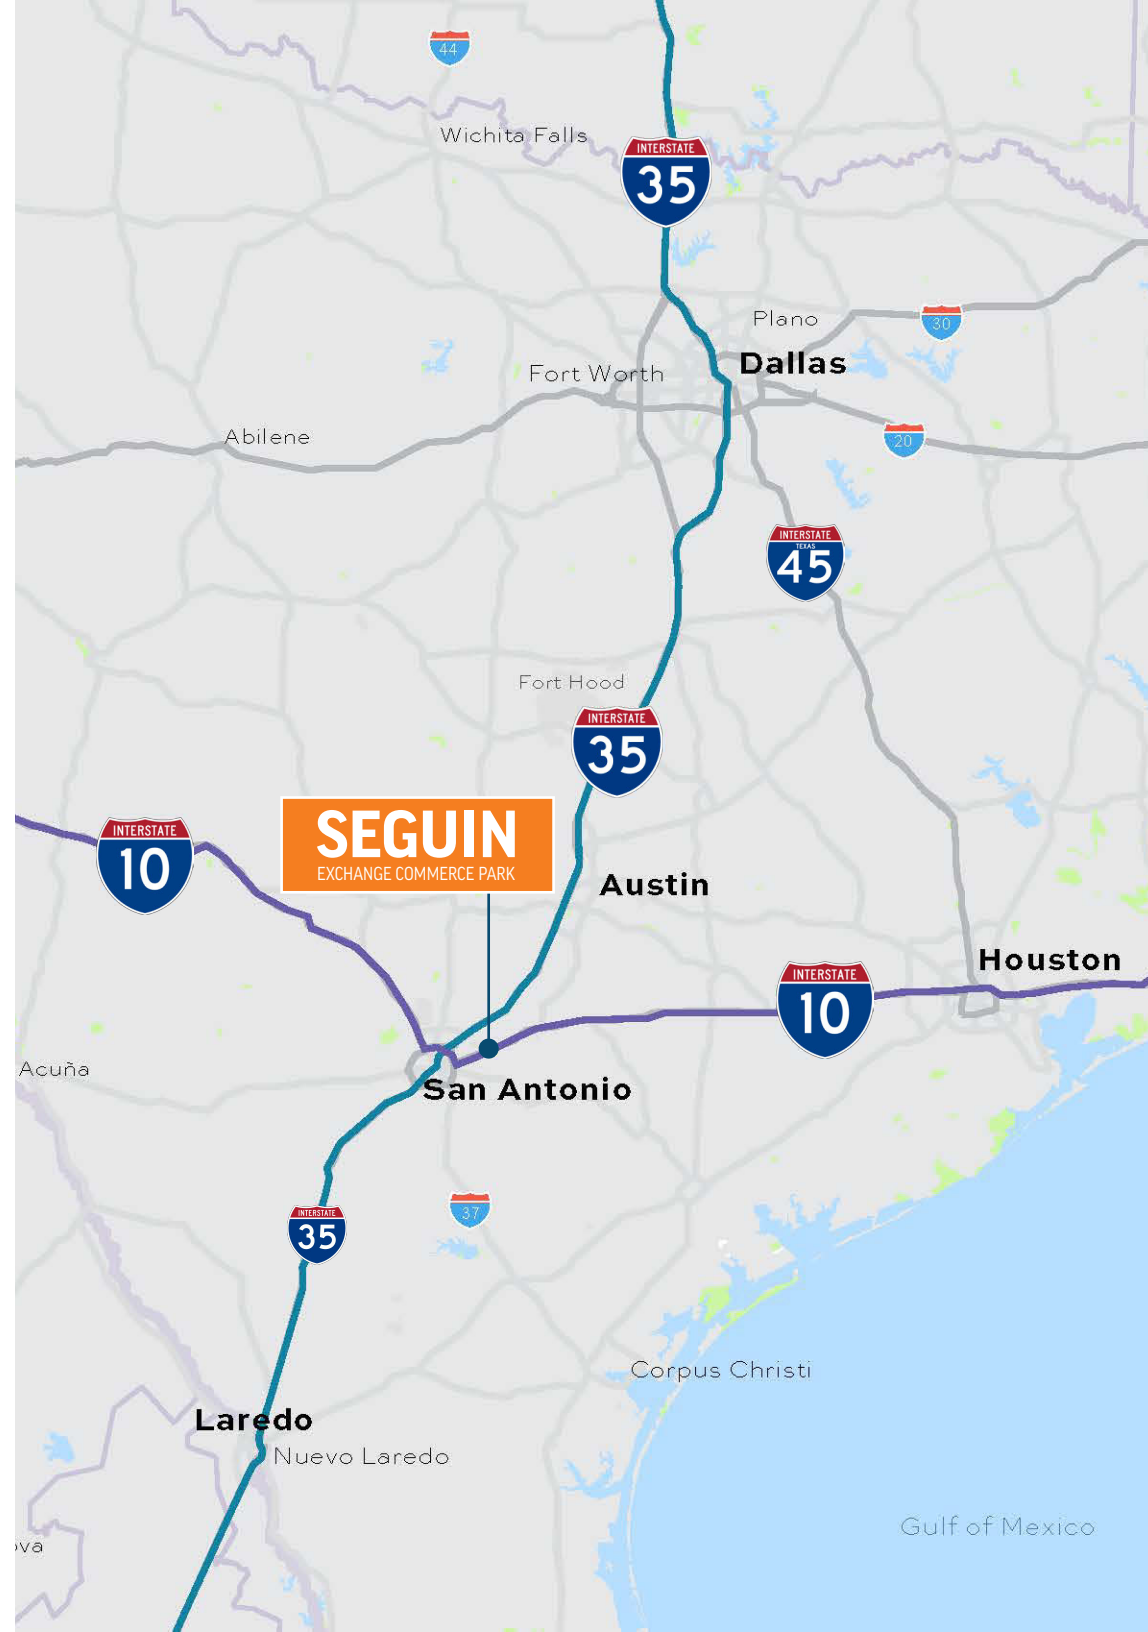 44
Wichita Falls
INTERSTATE
35
Plano
30
Dallas
Fort Worth
Abilene
20
INTERSTATE
TEXAS
45
Fort Hood
INTERSTATE
35
SEGUIN
EXCHANGE COMMERCE PARK
INTERSTATE
10
Austin
Houston
INTERSTATE
10
Acuña
San Antonio
37
INTERSTATE
35
Corpus Christi
Laredo
Nuevo Laredo
Gulf of Mexico